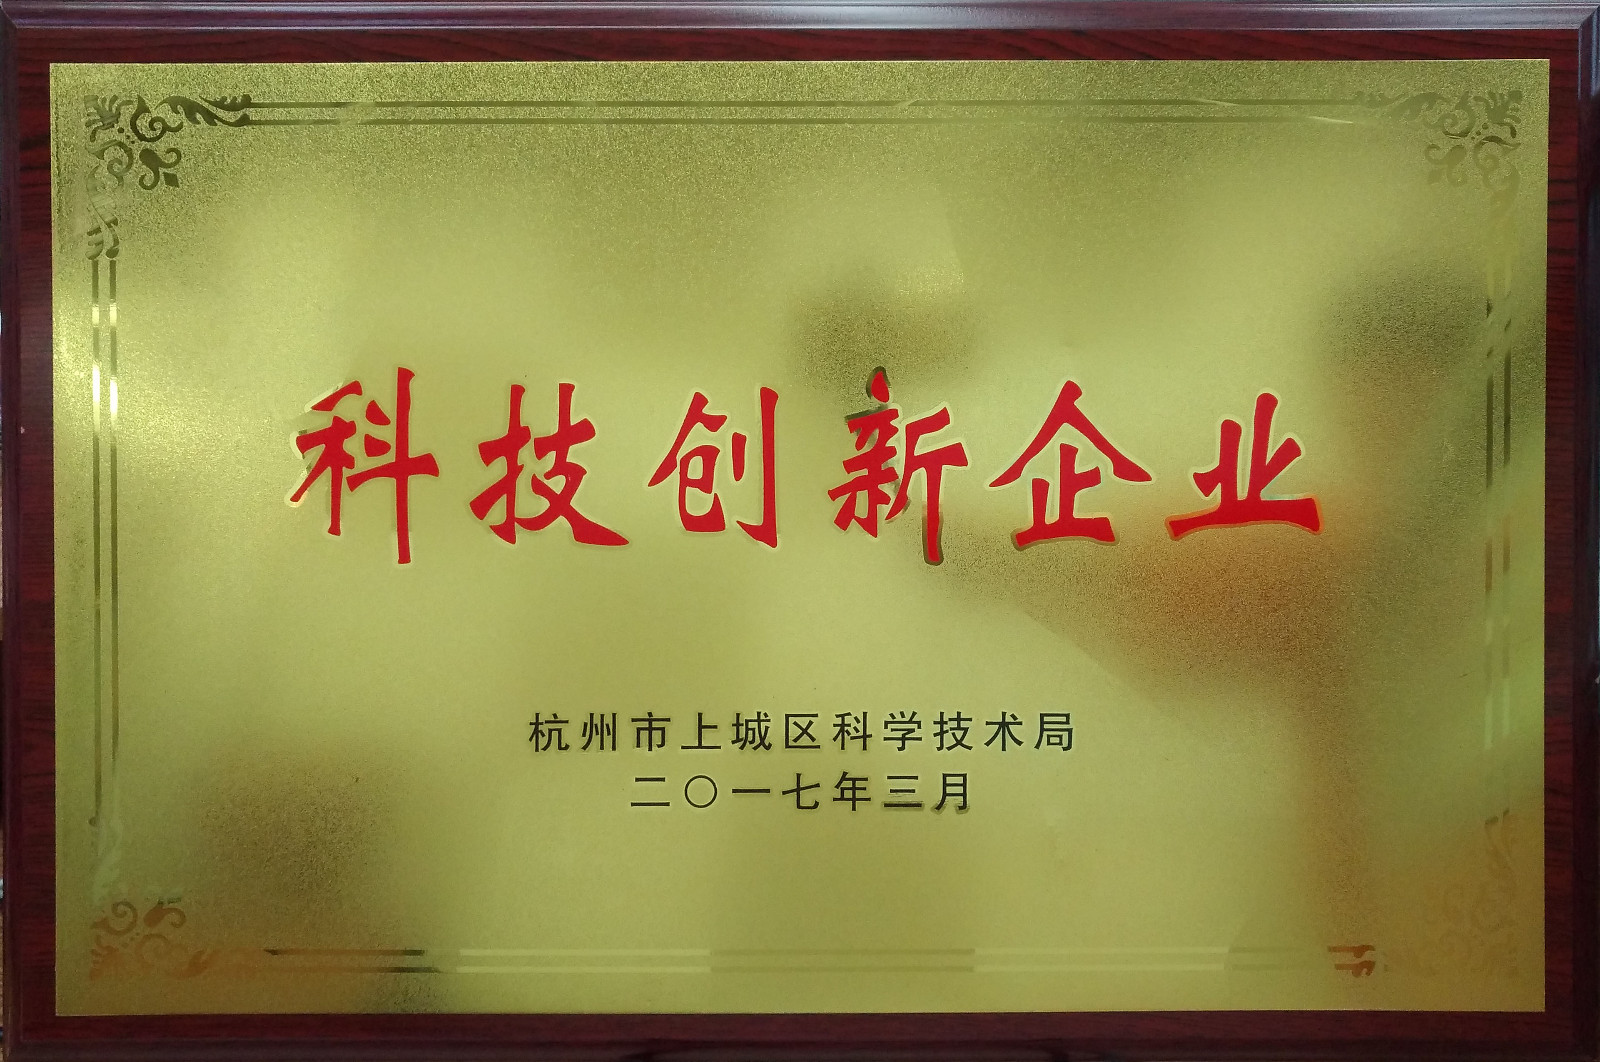 科技创新企业
杭州市上城区科学技术局
二〇一七年三月